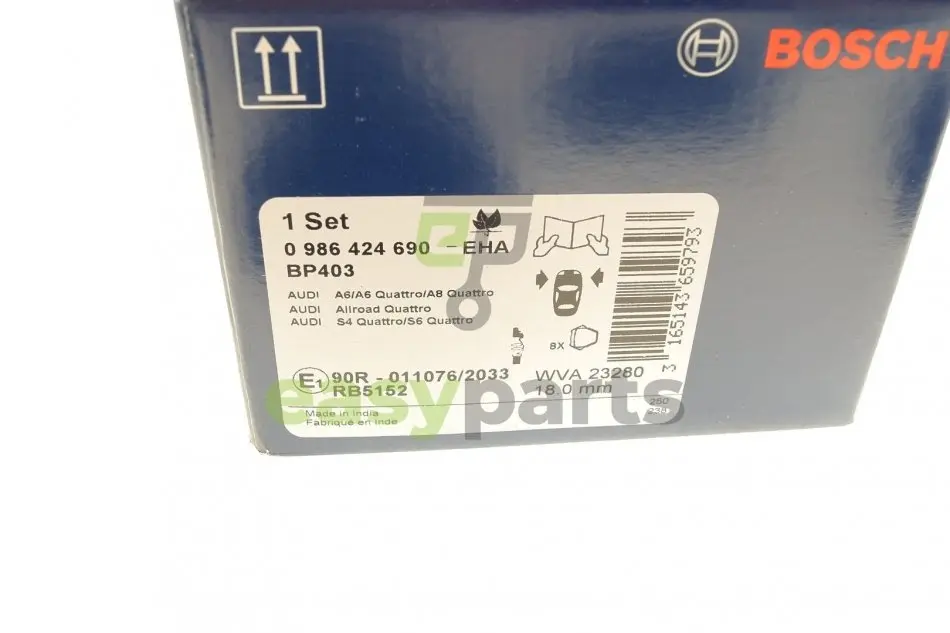 BOSCH
1 Set
0 986 424 690 - EHA
BP403
AUDI A6/A6 Quattro/A8 Quattro
AUDI Allroad Quattro
AUDI S4 Quattro/S6 Quattro
8X
3 165143 659793
E1 90R - 011076/2033
RB5152
WVA 23280
18.0 mm
Made in India
Fabriqué en Inde
250
easyparts